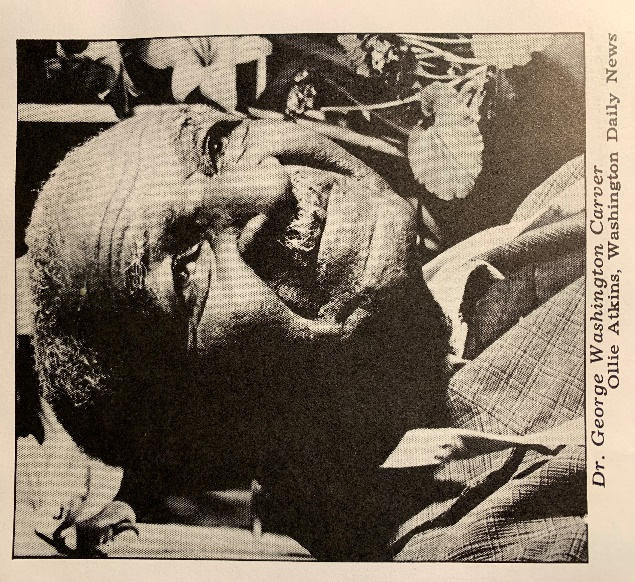 Dr. George Washington Carver
Ollie Atkins, Washington Daily News